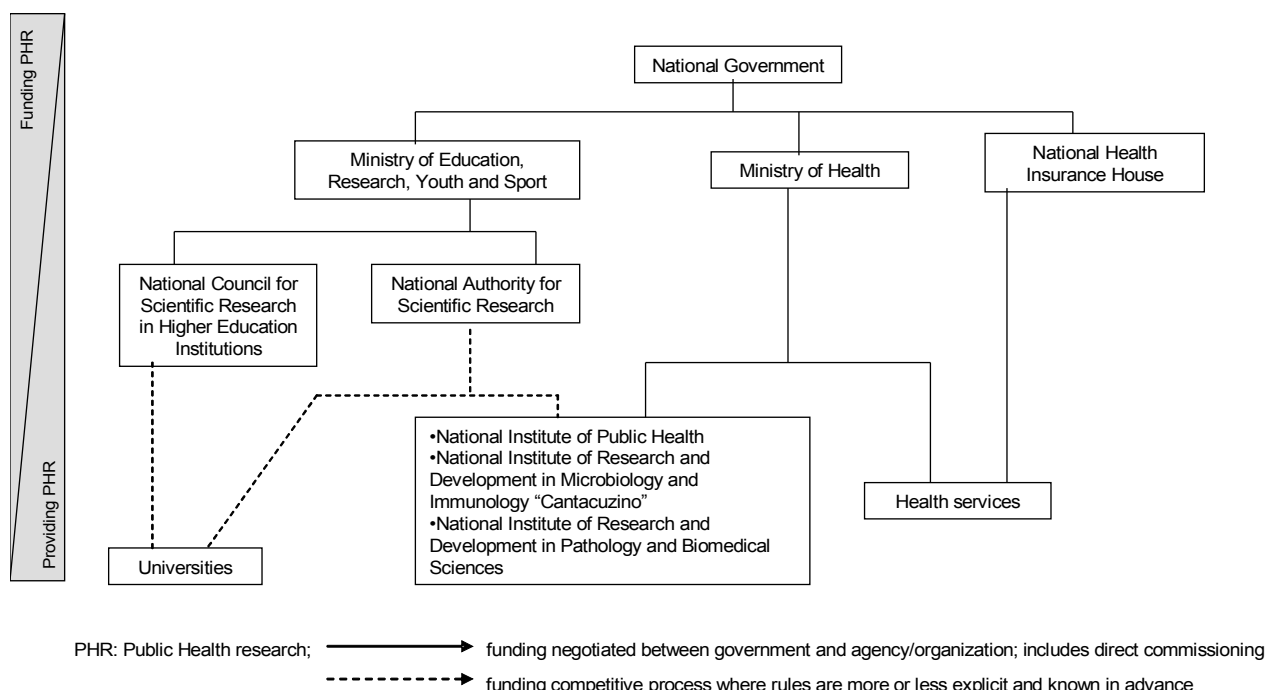 Funding PHR
Providing PHR
National Government
Ministry of Education,
Research, Youth and Sport
Ministry of Health
National Health
Insurance House
National Council for
Scientific Research
in Higher Education
Institutions
National Authority for
Scientific Research
•National Institute of Public Health
•National Institute of Research and
Development in Microbiology and
Immunology “Cantacuzino”
•National Institute of Research and
Development in Pathology and Biomedical
Sciences
Health services
Universities
PHR: Public Health research; funding negotiated between government and agency/organization; includes direct commissioning
funding competitive process where rules are more or less explicit and known in advance